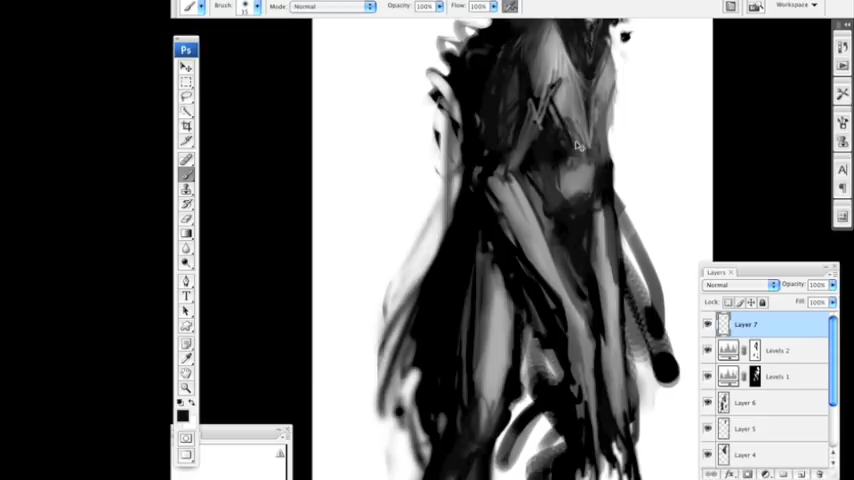 Brush: 15 Mode: Normal Opacity: 100% Flow: 100% Workspace
Ps
A
Layers
Normal Opacity: 100%
Lock: Fill: 100%
Layer 7
Levels 2
Levels 1
Layer 6
Layer 5
Layer 4